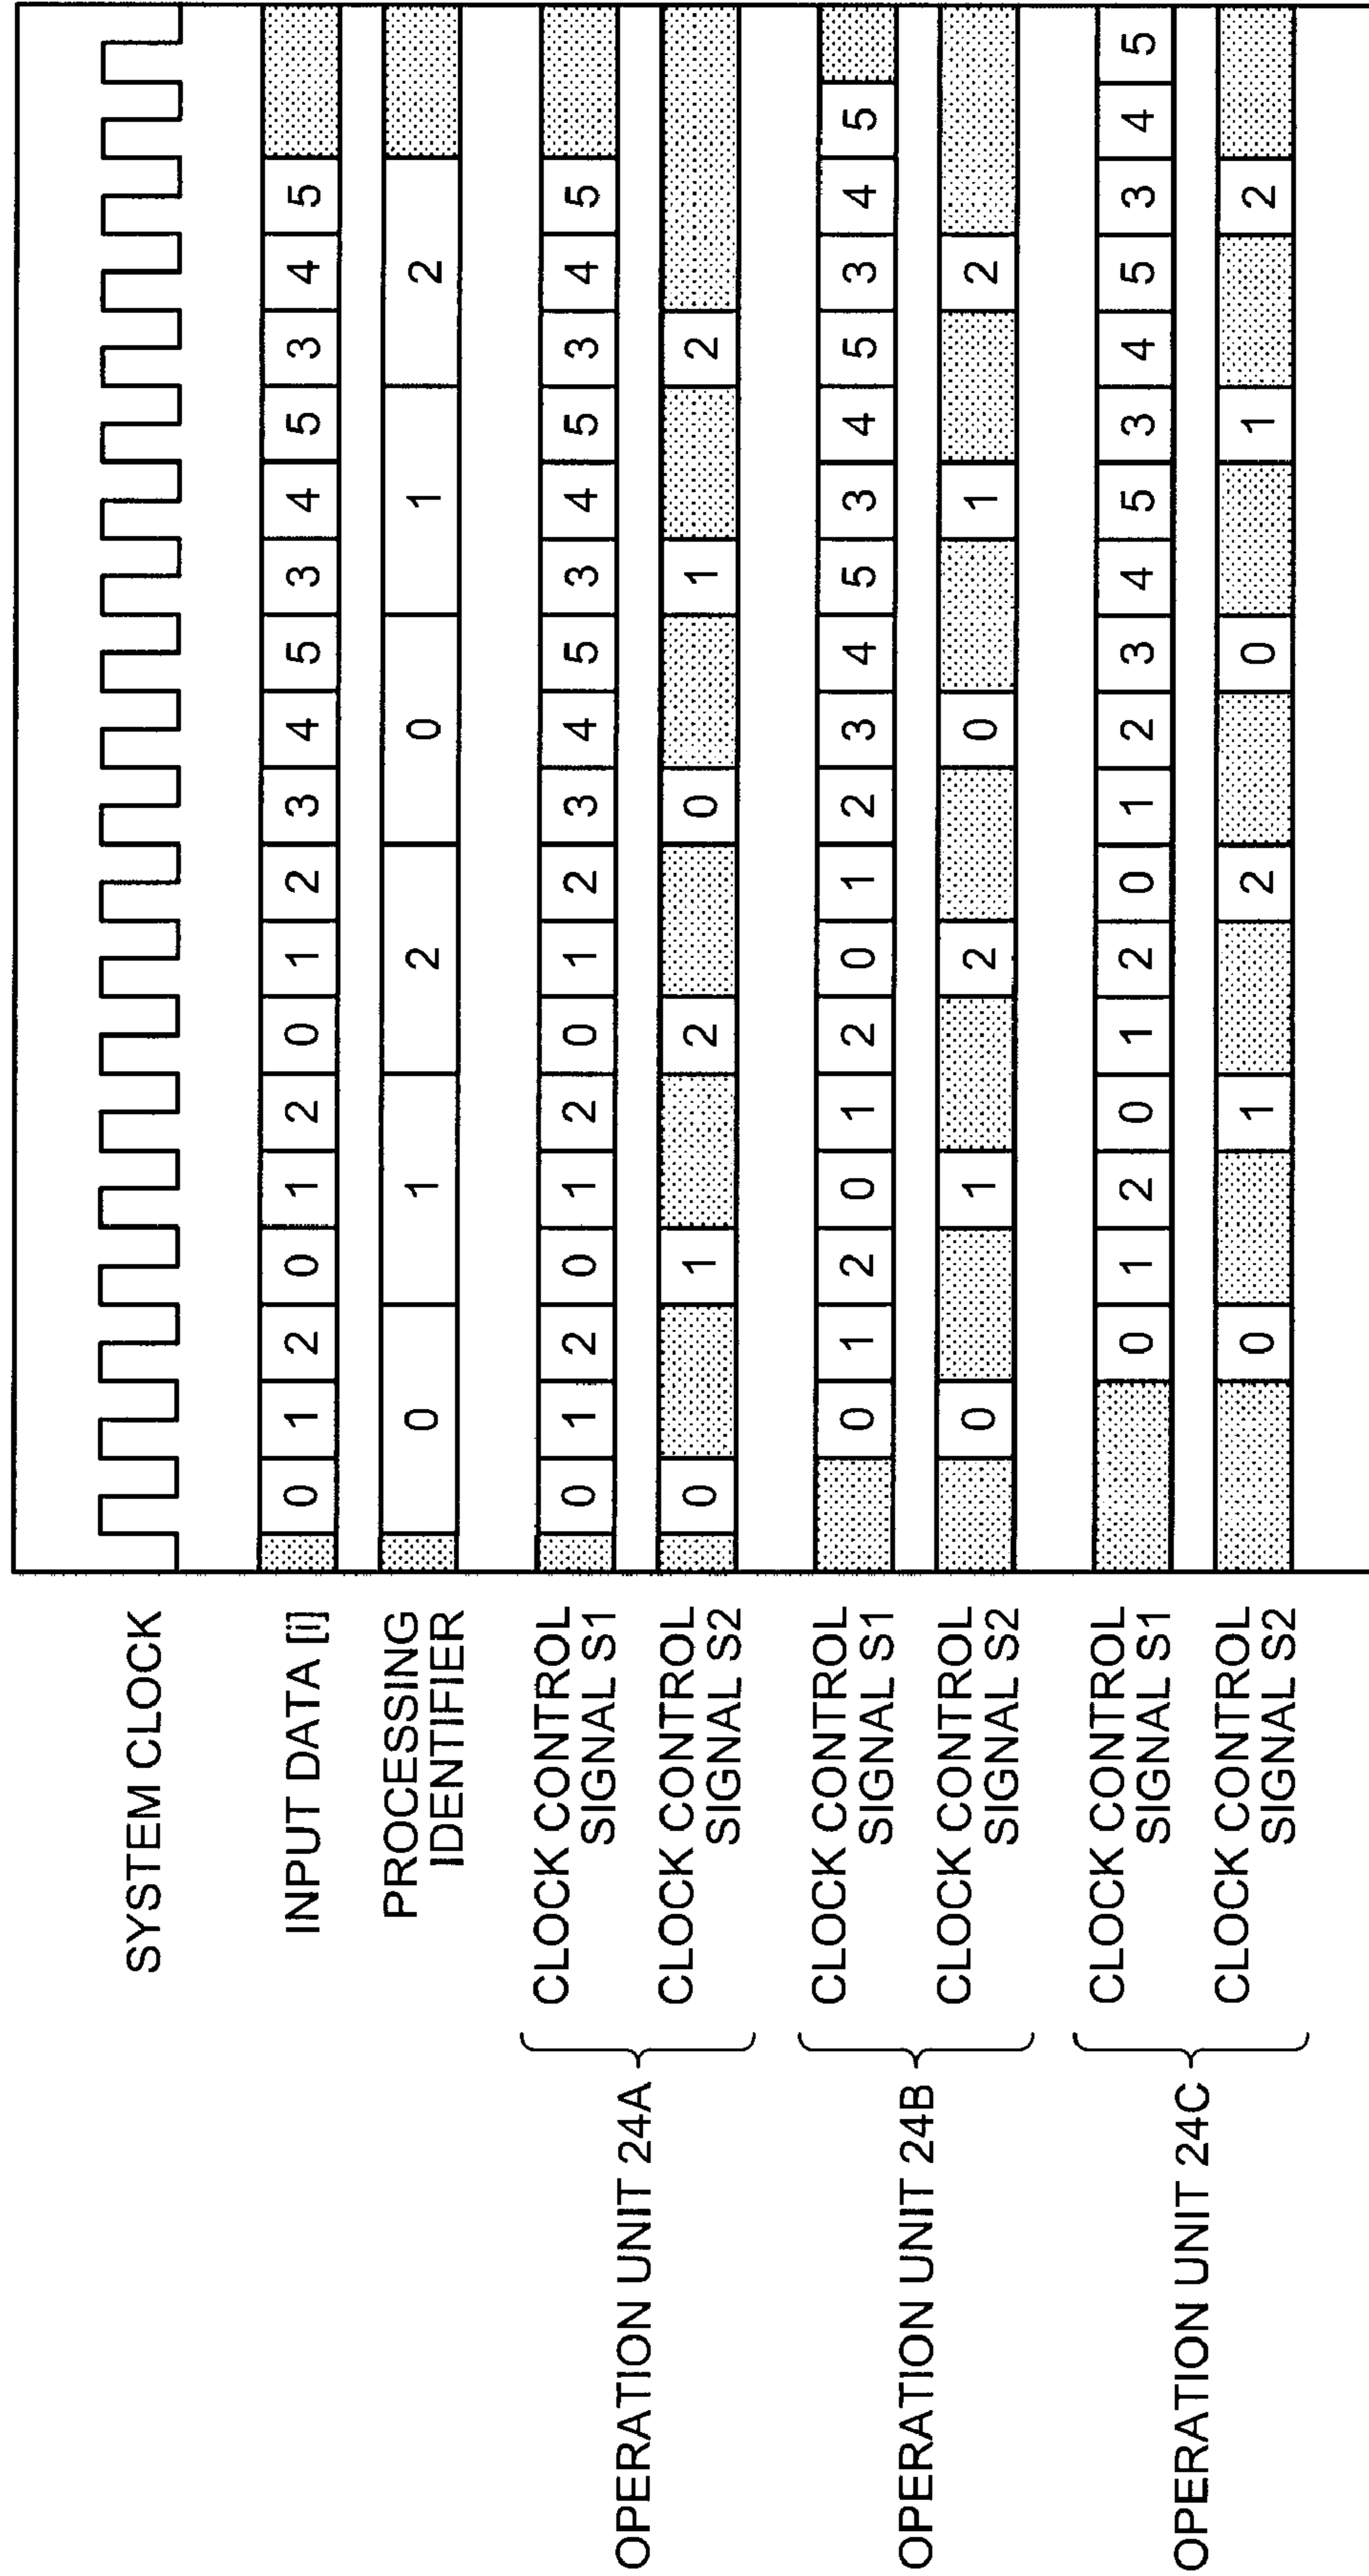 SYSTEM CLOCK
INPUT DATA [i] 0 1 2 0 1 2 0 1 2 3 4 5 3 4 5 3 4 5
PROCESSING
IDENTIFIER 0 1 2 0 1 2
OPERATION UNIT 24A
CLOCK CONTROL
SIGNAL S1 0 1 2 0 1 2 0 1 2 3 4 5 3 4 5 3 4 5
CLOCK CONTROL
SIGNAL S2 0 1 2 0 1 2
OPERATION UNIT 24B
CLOCK CONTROL
SIGNAL S1 0 1 2 0 1 2 0 1 2 3 4 5 3 4 5 3 4 5
CLOCK CONTROL
SIGNAL S2 0 1 2 0 1 2
OPERATION UNIT 24C
CLOCK CONTROL
SIGNAL S1 0 1 2 0 1 2 0 1 2 3 4 5 3 4 5 3 4 5
CLOCK CONTROL
SIGNAL S2 0 1 2 0 1 2